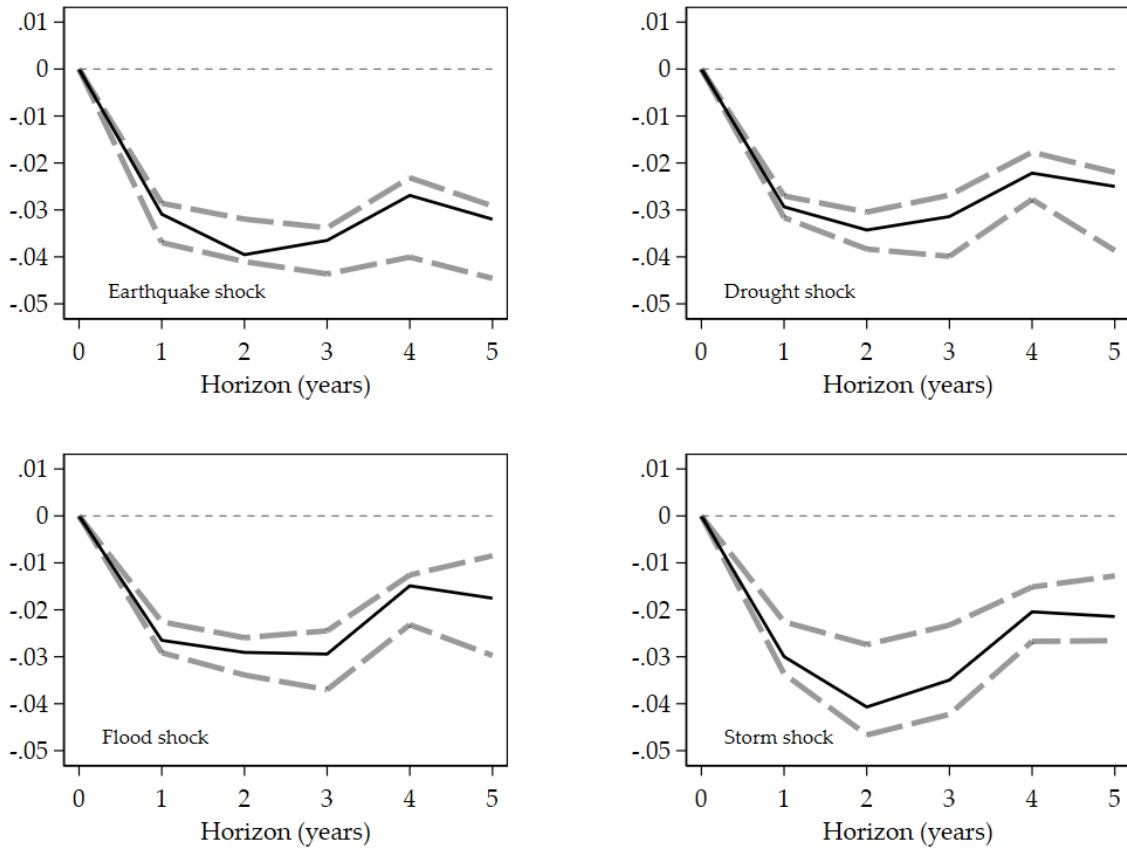 .01
0
-.01
-.02
-.03
-.04
-.05
Earthquake shock
0 1 2 3 4 5
Horizon (years)
.01
0
-.01
-.02
-.03
-.04
-.05
Drought shock
0 1 2 3 4 5
Horizon (years)
.01
0
-.01
-.02
-.03
-.04
-.05
Flood shock
0 1 2 3 4 5
Horizon (years)
.01
0
-.01
-.02
-.03
-.04
-.05
Storm shock
0 1 2 3 4 5
Horizon (years)